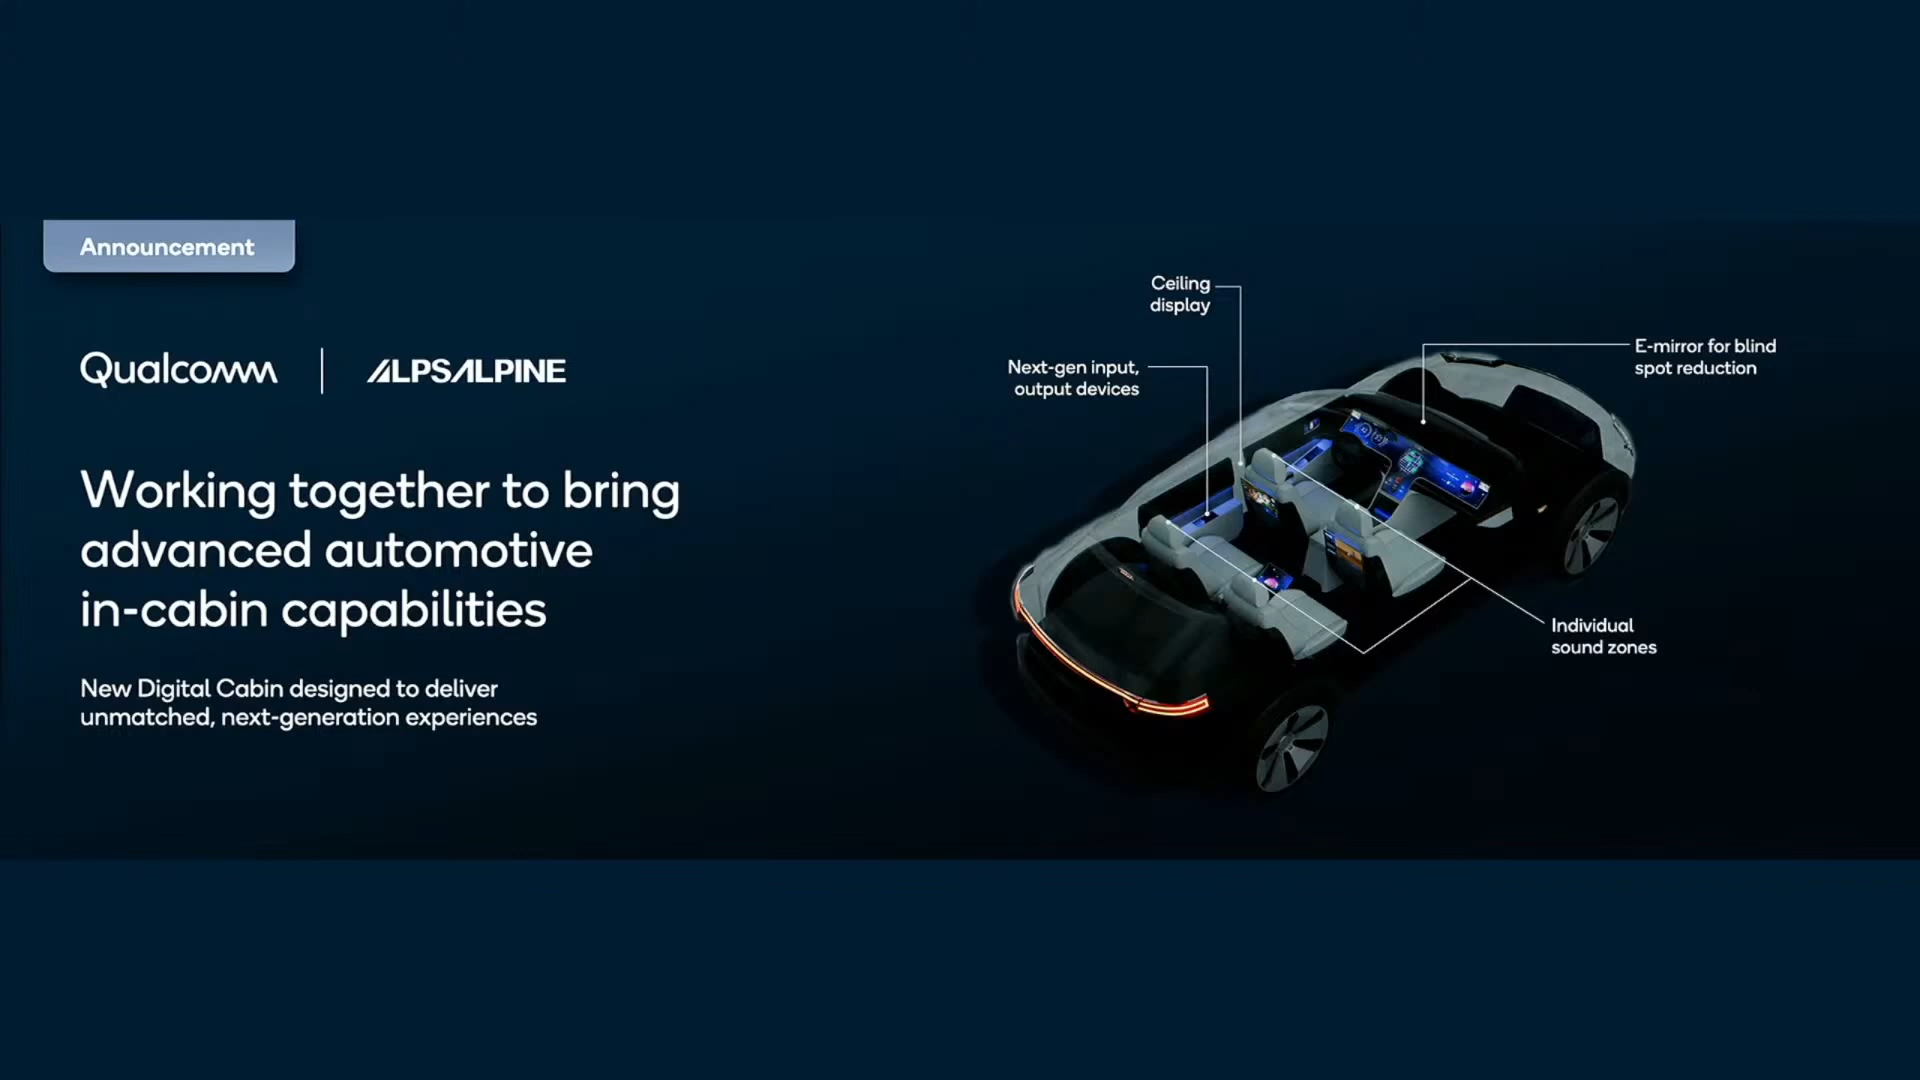 Announcement
Qualcomm
ALPSALPINE
Working together to bring
advanced automotive
in-cabin capabilities
New Digital Cabin designed to deliver
unmatched, next-generation experiences
Ceiling
display
Next-gen input,
output devices
E-mirror for blind
spot reduction
Individual
sound zones